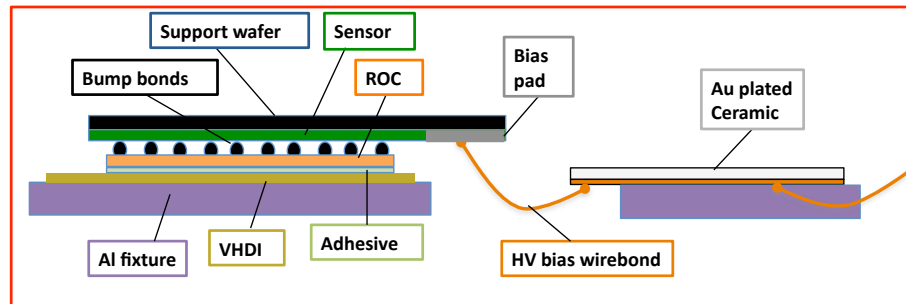 Support wafer
Sensor
Bump bonds
ROC
Bias
pad
Au plated
Ceramic
Al fixture
VHDI
Adhesive
HV bias wirebond